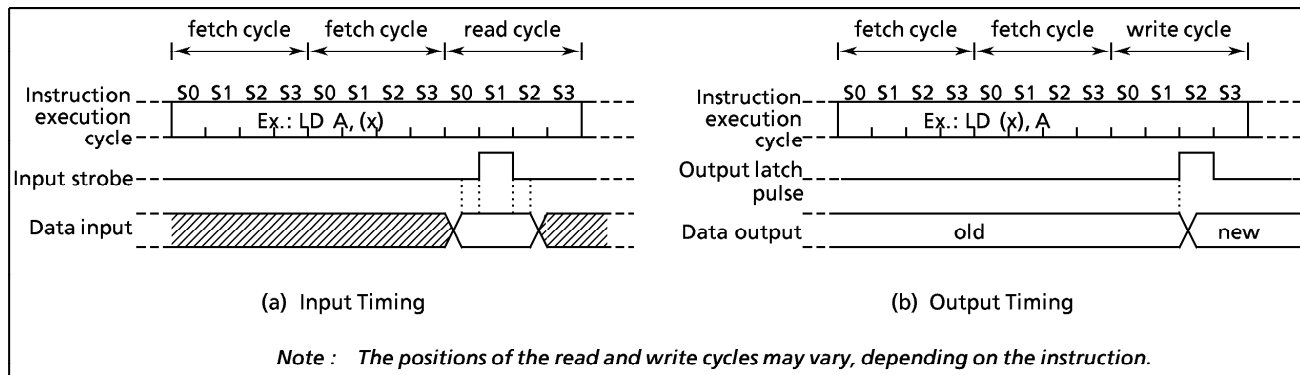 fetch cycle fetch cycle read cycle
S0 S1 S2 S3 S0 S1 S2 S3 S0 S1 S2 S3
Instruction
execution
cycle
Ex.: LD A, (x)
Input strobe
Data input
(a) Input Timing
fetch cycle fetch cycle write cycle
S0 S1 S2 S3 S0 S1 S2 S3 S0 S1 S2 S3
Instruction
execution
cycle
Ex.: LD (x), A
Output latch
pulse
Data output
old
new
(b) Output Timing
Note : The positions of the read and write cycles may vary, depending on the instruction.